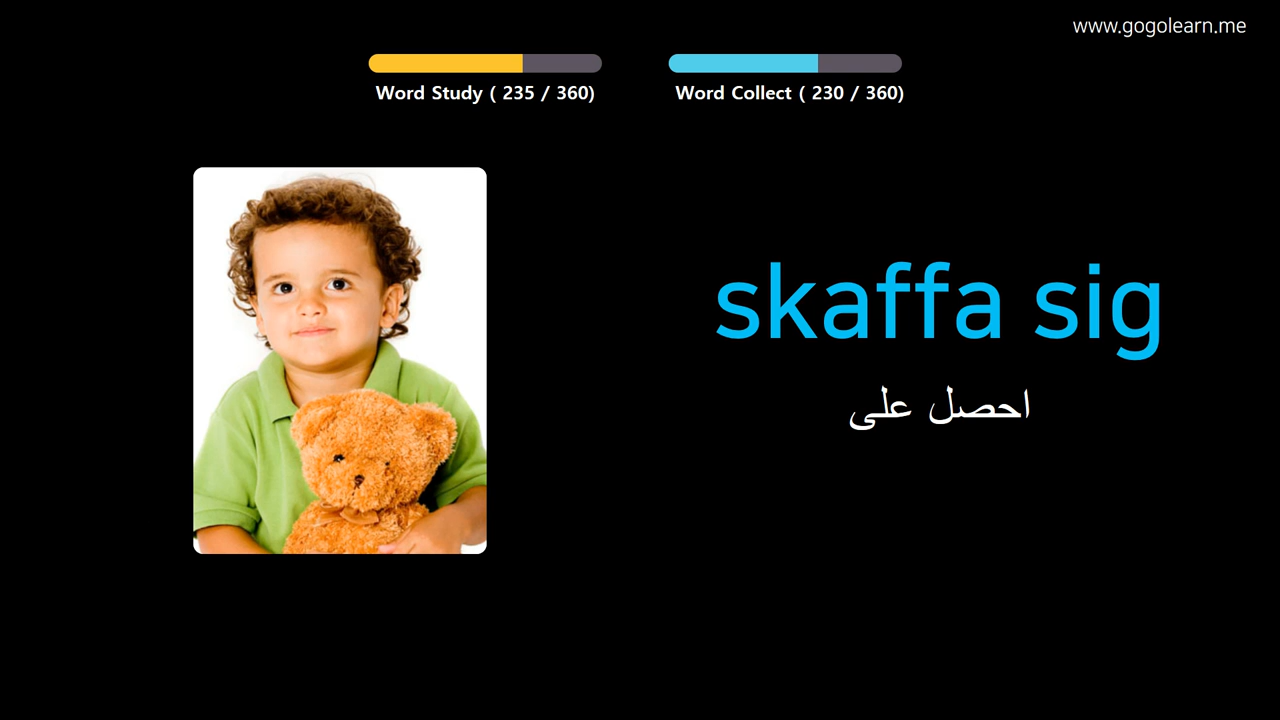 www.gogolearn.me
Word Study ( 235 / 360)
Word Collect ( 230 / 360)
skaffa sig
احصل على